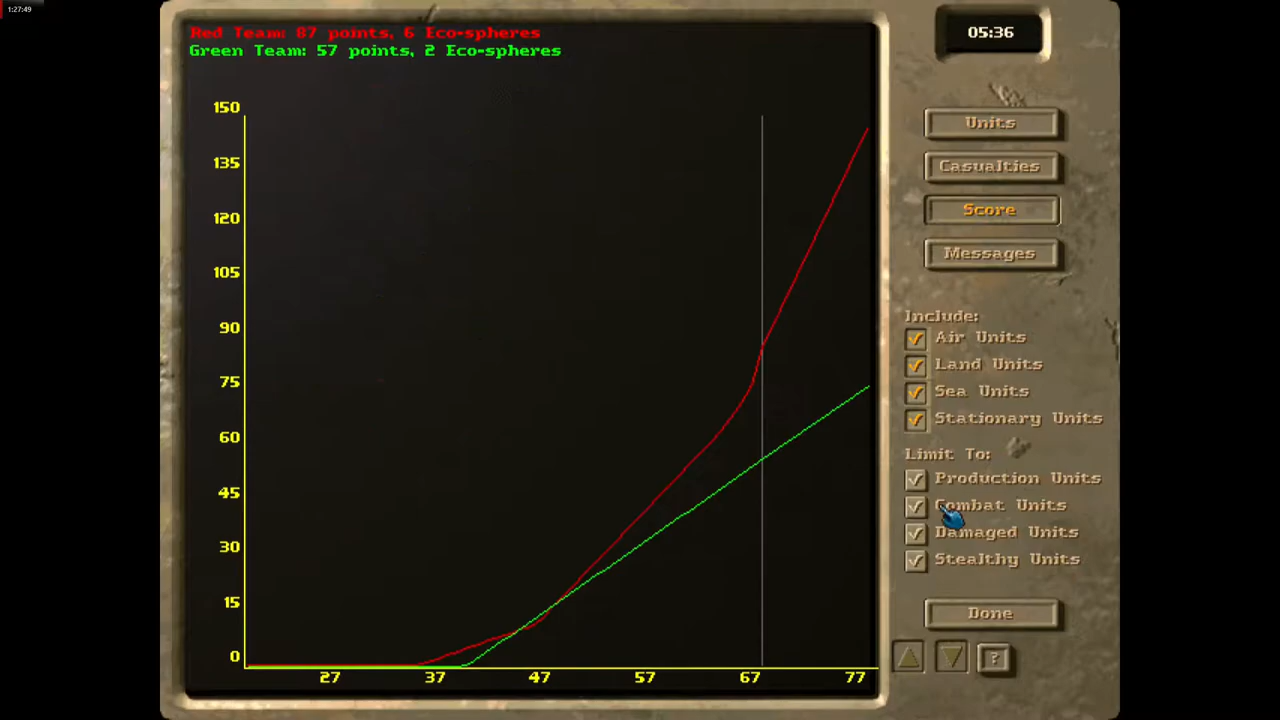 1:27:49
Red Team: 87 points, 6 Eco-spheres
Green Team: 57 points, 2 Eco-spheres
05:36
150
135
120
105
90
75
60
45
30
15
0
27 37 47 57 67 77
Units
Casualties
Score
Messages
Include:
Air Units
Land Units
Sea Units
Stationary Units
Limit To:
Production Units
Combat Units
Damaged Units
Stealthy Units
Done
?